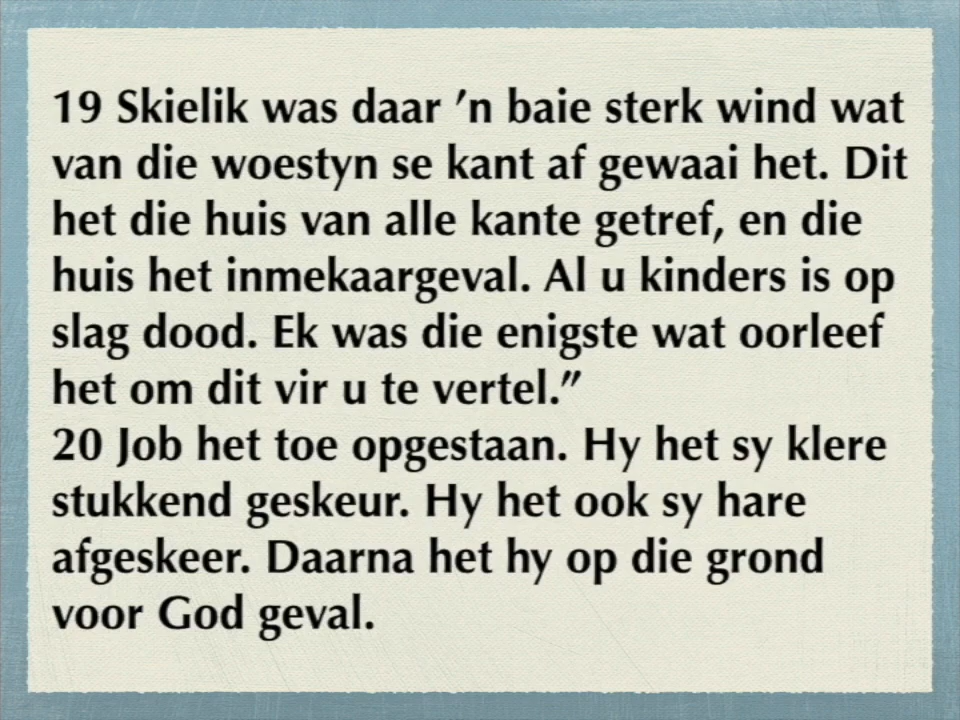 19 Skielik was daar ’n baie sterk wind wat
van die woestyn se kant af gewaai het. Dit
het die huis van alle kante getref, en die
huis het inmekaargeval. Al u kinders is op
slag dood. Ek was die enigste wat oorleef
het om dit vir u te vertel.”
20 Job het toe opgestaan. Hy het sy klere
stukkend geskeur. Hy het ook sy hare
afgeskeer. Daarna het hy op die grond
voor God geval.